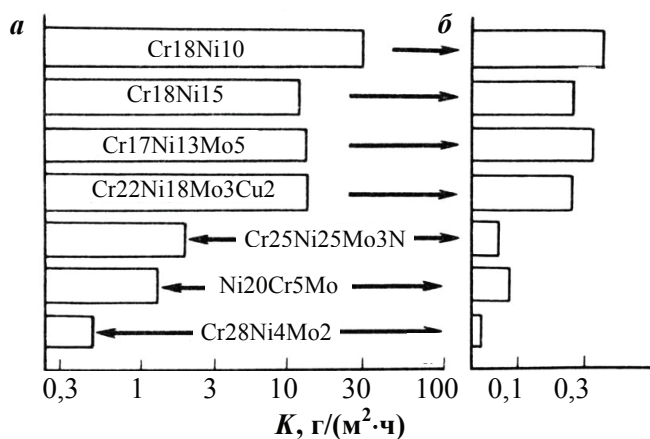 а
б
Cr18Ni10
Cr18Ni15
Cr17Ni13Mo5
Cr22Ni18Mo3Cu2
Cr25Ni25Mo3N
Ni20Cr5Mo
Cr28Ni4Mo2
0,3 1 3 10 30 100 0,1 0,3
K, г/(м²·ч)